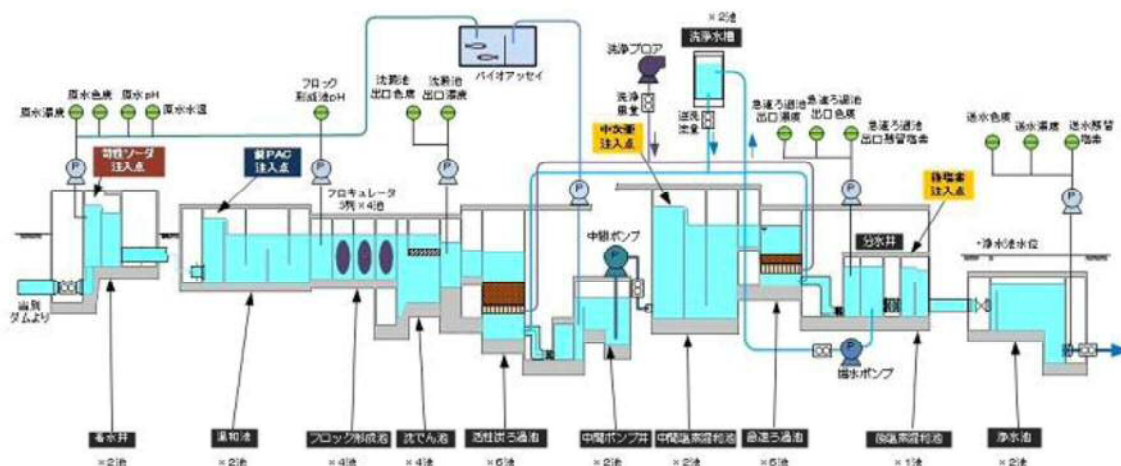 ×2池
洗浄水槽
洗浄ブロア
バイオアッセイ
原水濁度
原水色度
原水pH
原水水温
フロック
形成池pH
沈澱池
出口色度
沈澱池
出口濁度
洗浄
風量
逆洗
流量
急速ろ過池
出口濁度
急速ろ過池
出口色度
急速ろ過池
出口残留塩素
送水色度
送水濁度
送水残留
塩素
苛性ソーダ
注入点
注入点
中次亜
注入点
後塩素
注入点
P
P
P
P
P
P
フロキュレータ
3列×4池
中間ポンプ
P
分水井
浄水池水位
ダムより
揚水ポンプ
P
着水井
混和池
フロック形成池
沈でん池
活性炭ろ過池
中間ポンプ井
中間塩素混和池
急速ろ過池
後塩素混和池
浄水池
×2池
×2池
×4池
×4池
×6池
×2池
×2池
×6池
×1池
×2池